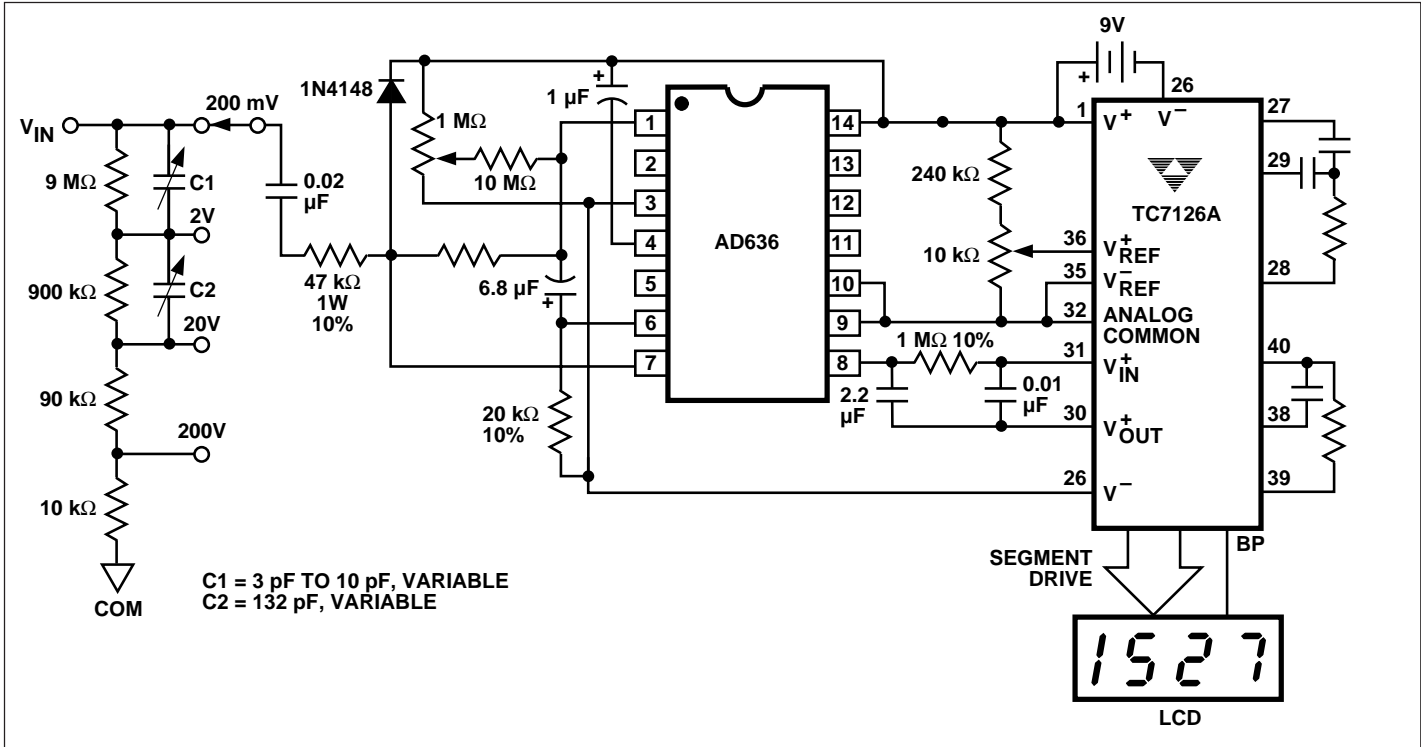 V_IN
9 MΩ
900 kΩ
90 kΩ
10 kΩ
COM
C1
C2
200 mV
2V
20V
200V
0.02
µF
47 kΩ
1W
10%
1N4148
1 MΩ
10 MΩ
1 µF
+
6.8 µF
+
20 kΩ
10%
C1 = 3 pF TO 10 pF, VARIABLE
C2 = 132 pF, VARIABLE
AD636
1
2
3
4
5
6
7
14
13
12
11
10
9
8
240 kΩ
10 kΩ
1 MΩ 10%
2.2
µF
0.01
µF
9V
+
26
V−
1
V+
TC7126A
36
V+REF
35
V−REF
32
ANALOG
COMMON
31
V+IN
30
V+OUT
26
V−
27
29
28
40
38
39
BP
SEGMENT
DRIVE
1527
LCD